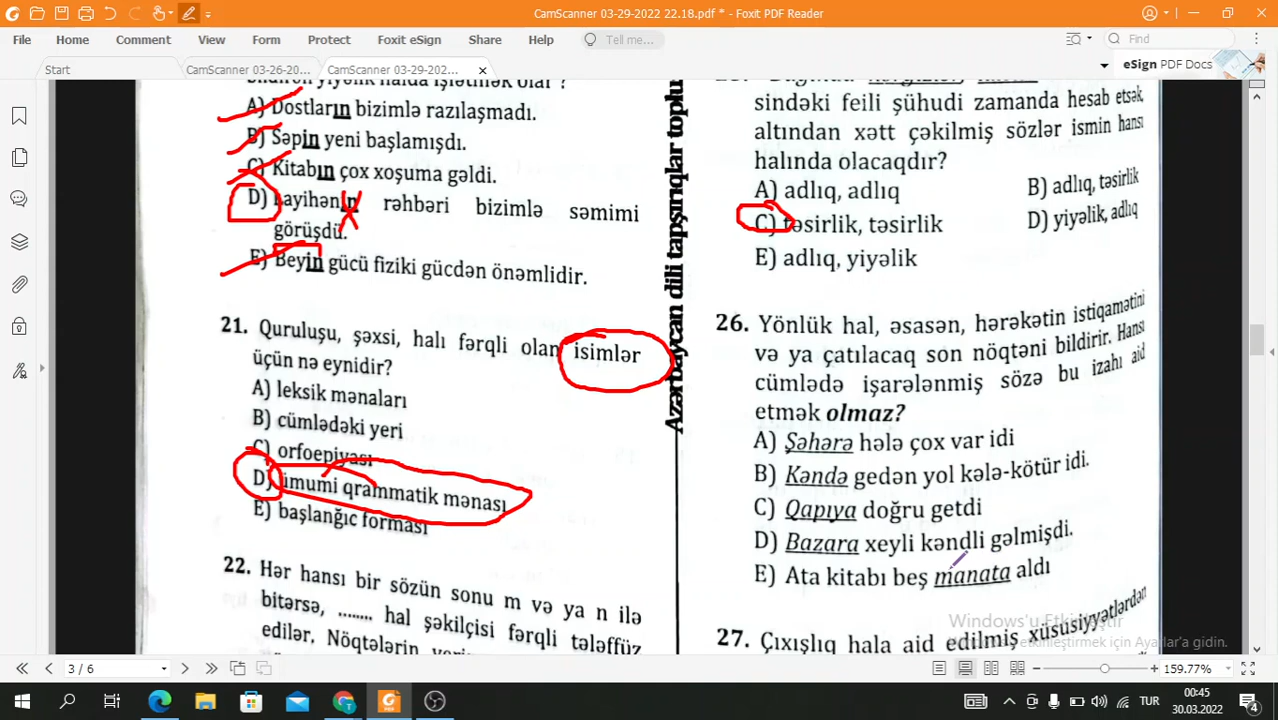 CamScanner 03-29-2022 22.18.pdf * - Foxit PDF Reader
File Home Comment View Form Protect Foxit eSign Share Help Tell me... Find
Start CamScanner 03-26-20... CamScanner 03-29-202... eSign PDF Docs
yiyəlik halda işlətmək olar ?
A) Dostların bizimlə razılaşmadı.
B) Səpin yeni başlamışdı.
C) Kitabın çox xoşuma gəldi.
D) Layihənin rəhbəri bizimlə səmimi
görüşdü.
E) Beyin gücü fiziki gücdən önəmlidir.
21. Quruluşu, şəxsi, halı fərqli olan isimlər
üçün nə eynidir?
A) leksik mənaları
B) cümlədəki yeri
C) orfoepiyası
D) ümumi qrammatik mənası
E) başlanğıc forması
22. Hər hansı bir sözün sonu m və ya n ilə
bitərsə, ........ hal şəkilçisi fərqli tələffüz
edilər. Nöqtələrin
Azərbaycan dili tapşırıqlar toplu
sindəki feili şühudi zamanda hesab etsək,
altından xətt çəkilmiş sözlər ismin hansı
halında olacaqdır?
A) adlıq, adlıq B) adlıq, təsirlik
C) təsirlik, təsirlik D) yiyəlik, adlıq
E) adlıq, yiyəlik
26. Yönlük hal, əsasən, hərəkətin istiqamətini
və ya çatılacaq son nöqtəni bildirir. Hansı
cümlədə işarələnmiş sözə bu izahı aid
etmək olmaz?
A) Şəhərə hələ çox var idi
B) Kəndə gedən yol kələ-kötür idi.
C) Qapıya doğru getdi
D) Bazara xeyli kəndli gəlmişdi.
E) Ata kitabı beş manata aldı
27. Çıxışlıq hala aid edilmiş xüsusiyyətlərdən
Windows'u Etkinleştir
Windows'u etkinleştirmek için Ayarlar'a gidin.
3 / 6 159.77%
TUR 00:45
30.03.2022 4